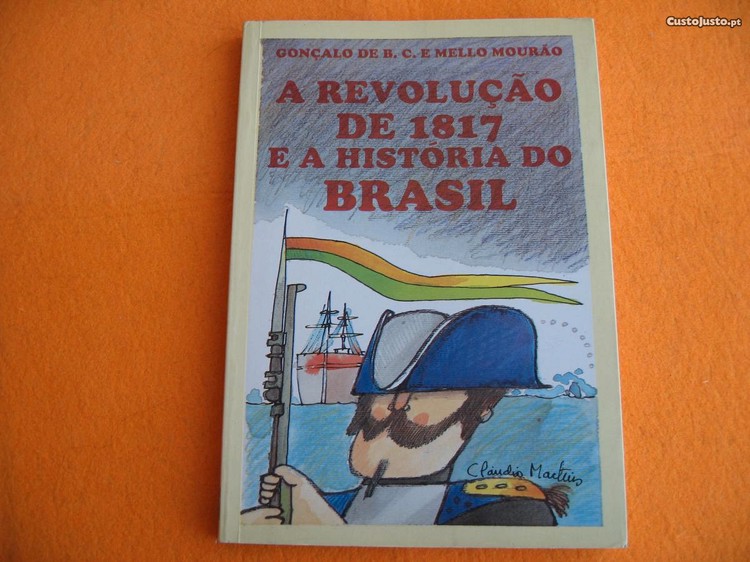 CustoJusto.pt
GONÇALO DE B. C. E MELLO MOURÃO
A REVOLUÇÃO
DE 1817
E A HISTÓRIA DO
BRASIL
Cláudio Martins